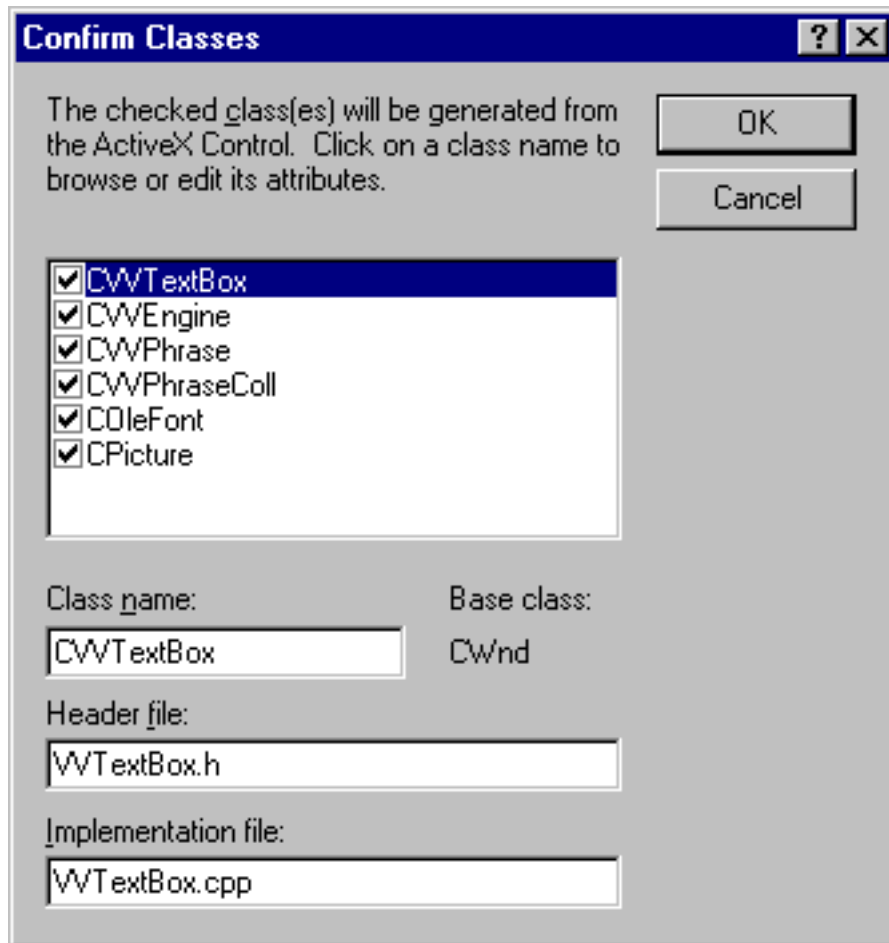 Confirm Classes
The checked class(es) will be generated from
the ActiveX Control. Click on a class name to
browse or edit its attributes.
OK
Cancel
CVVTextBox
CVVEngine
CVVPhrase
CVVPhraseColl
COleFont
CPicture
Class name:
Base class:
CVVTextBox
CWnd
Header file:
VVTextBox.h
Implementation file:
VVTextBox.cpp